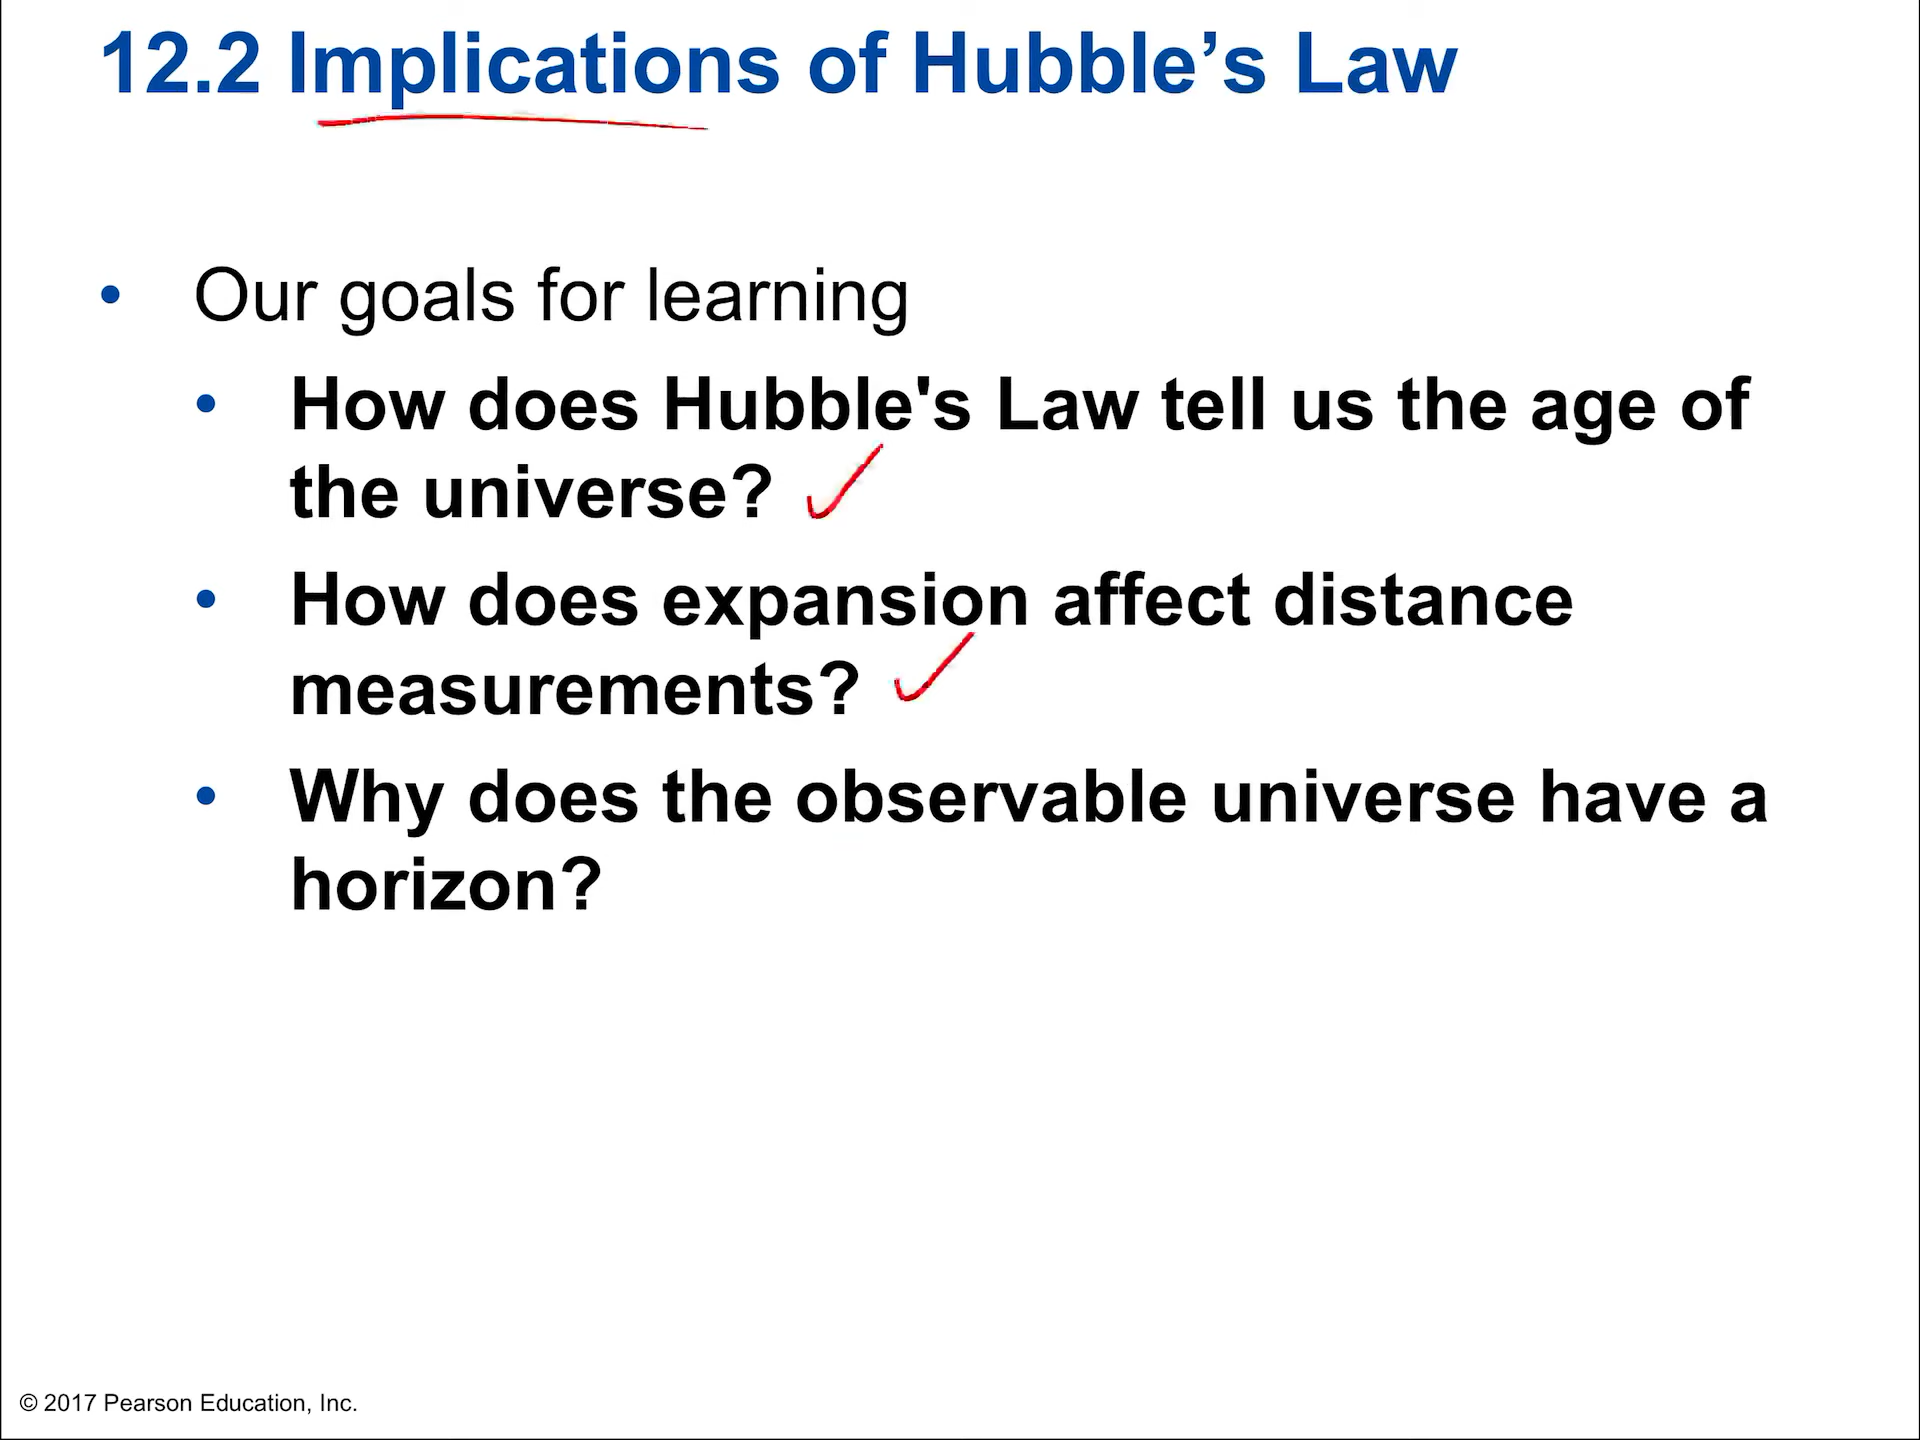 12.2 Implications of Hubble’s Law
• Our goals for learning
• How does Hubble's Law tell us the age of
the universe?
• How does expansion affect distance
measurements?
• Why does the observable universe have a
horizon?
© 2017 Pearson Education, Inc.